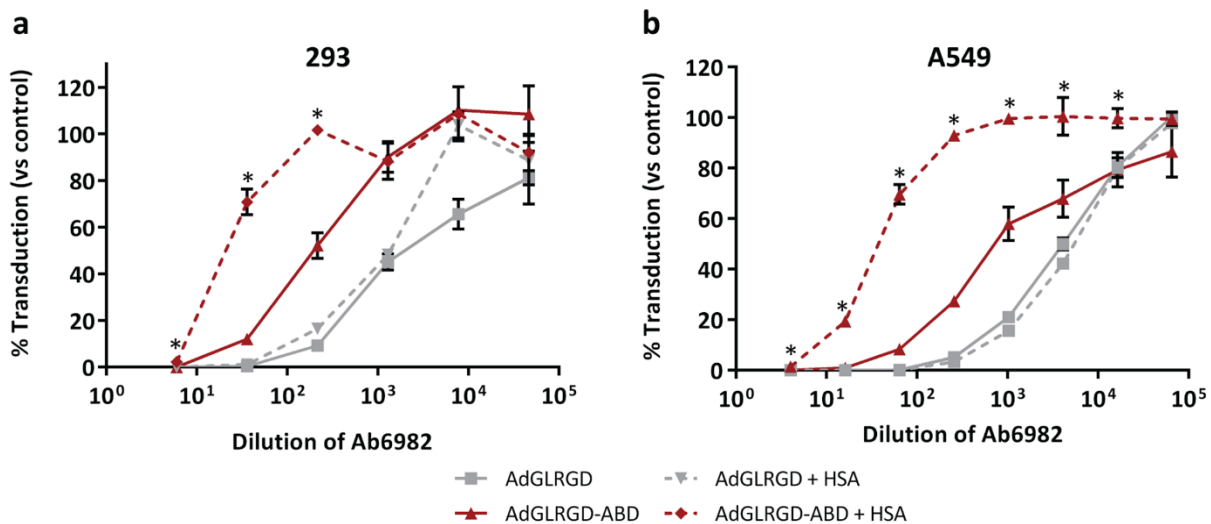 a
293
% Transduction (vs control)
120
100
80
60
40
20
0
* * *
10⁰ 10¹ 10² 10³ 10⁴ 10⁵
Dilution of Ab6982
b
A549
% Transduction (vs control)
120
100
80
60
40
20
0
* * * * * * *
10⁰ 10¹ 10² 10³ 10⁴ 10⁵
Dilution of Ab6982
AdGLRGD AdGLRGD + HSA
AdGLRGD-ABD AdGLRGD-ABD + HSA